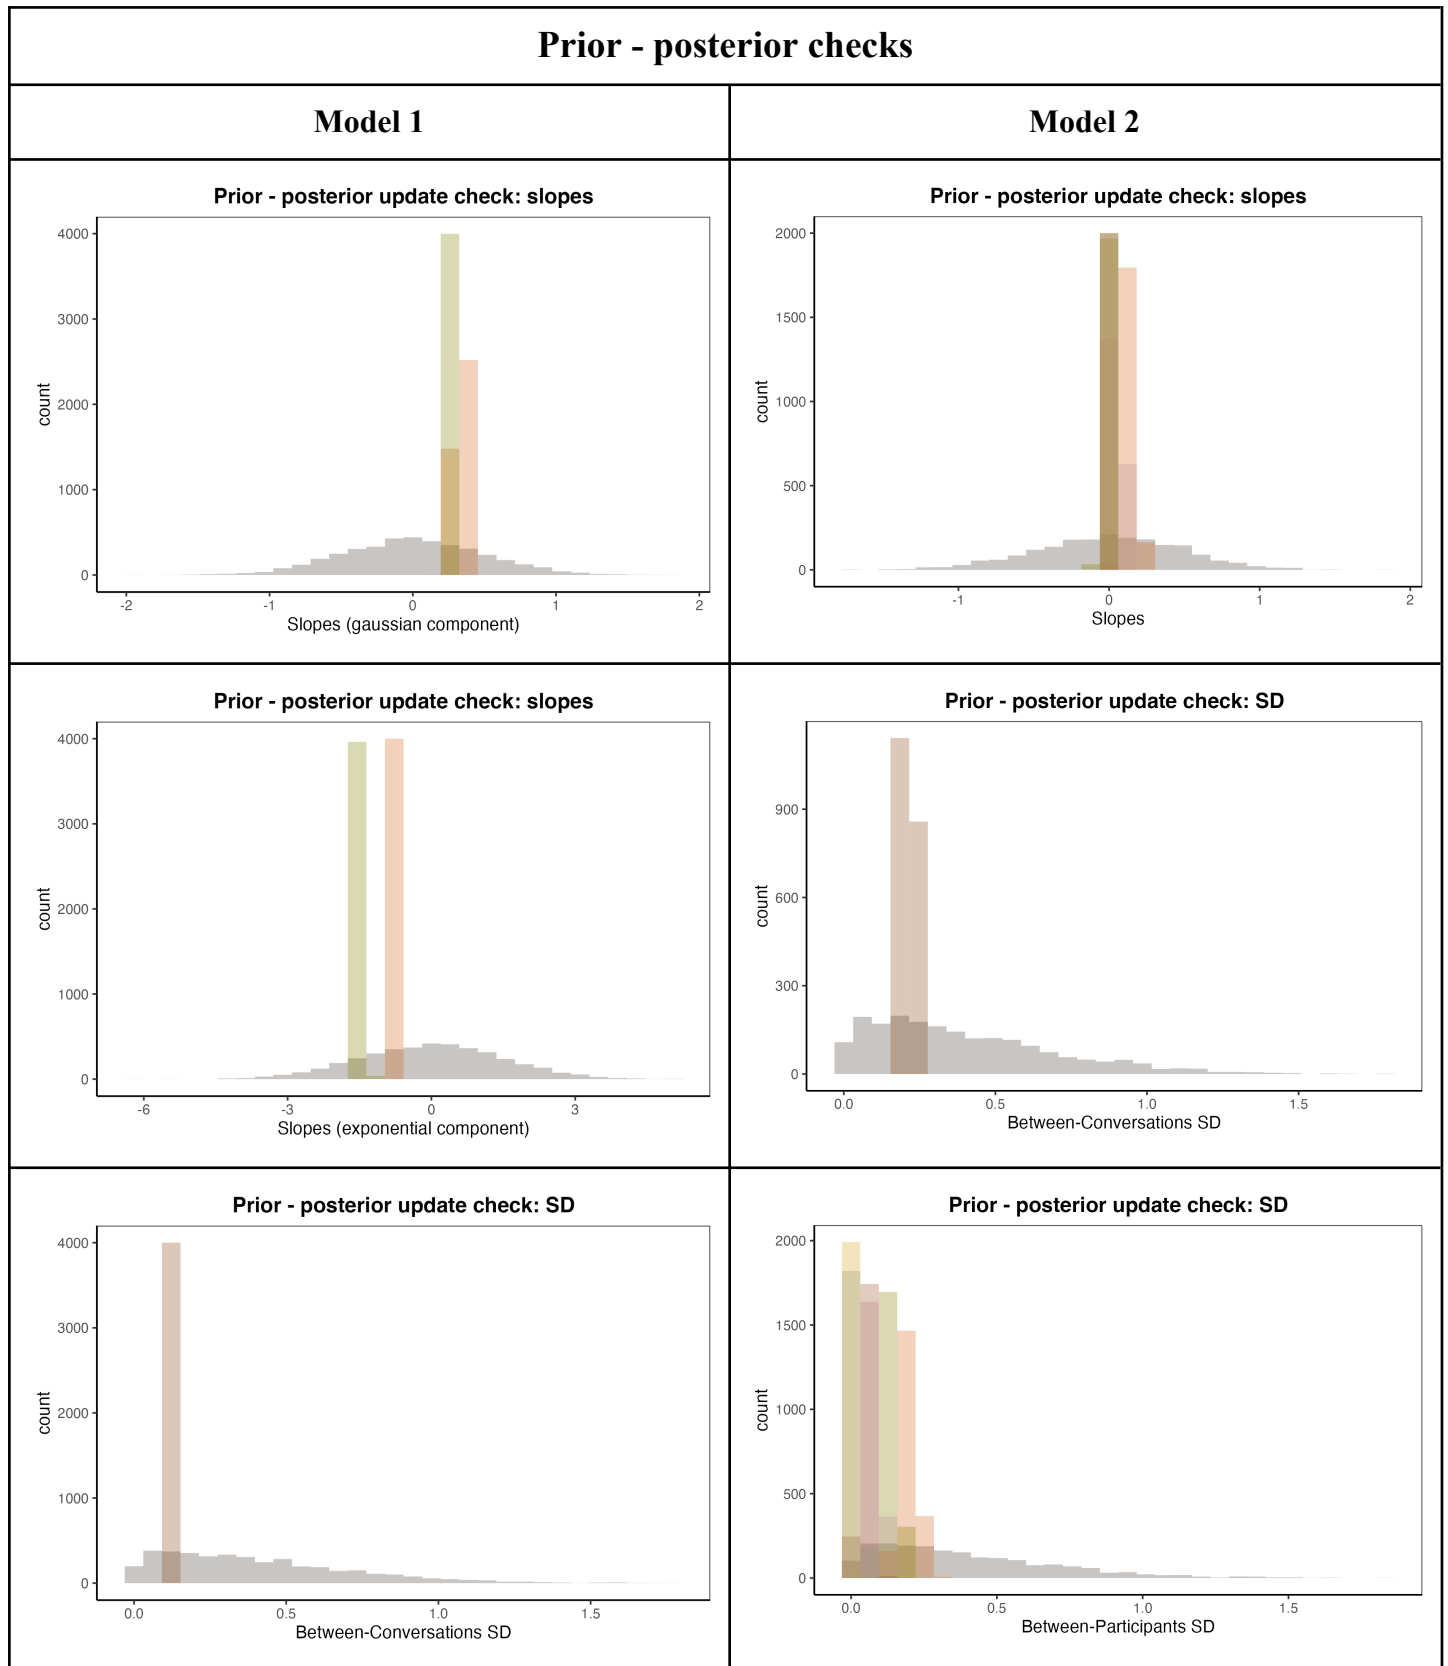 Prior - posterior checks
Model 1
Model 2
Prior - posterior update check: slopes
4000
3000
2000
1000
0
count
-2 -1 0 1 2
Slopes (gaussian component)
Prior - posterior update check: slopes
2000
1500
1000
500
0
count
-1 0 1 2
Slopes
Prior - posterior update check: slopes
4000
3000
2000
1000
0
count
-6 -3 0 3
Slopes (exponential component)
Prior - posterior update check: SD
900
600
300
0
count
0.0 0.5 1.0 1.5
Between-Conversations SD
Prior - posterior update check: SD
4000
3000
2000
1000
0
count
0.0 0.5 1.0 1.5
Between-Conversations SD
Prior - posterior update check: SD
2000
1500
1000
500
0
count
0.0 0.5 1.0 1.5
Between-Participants SD